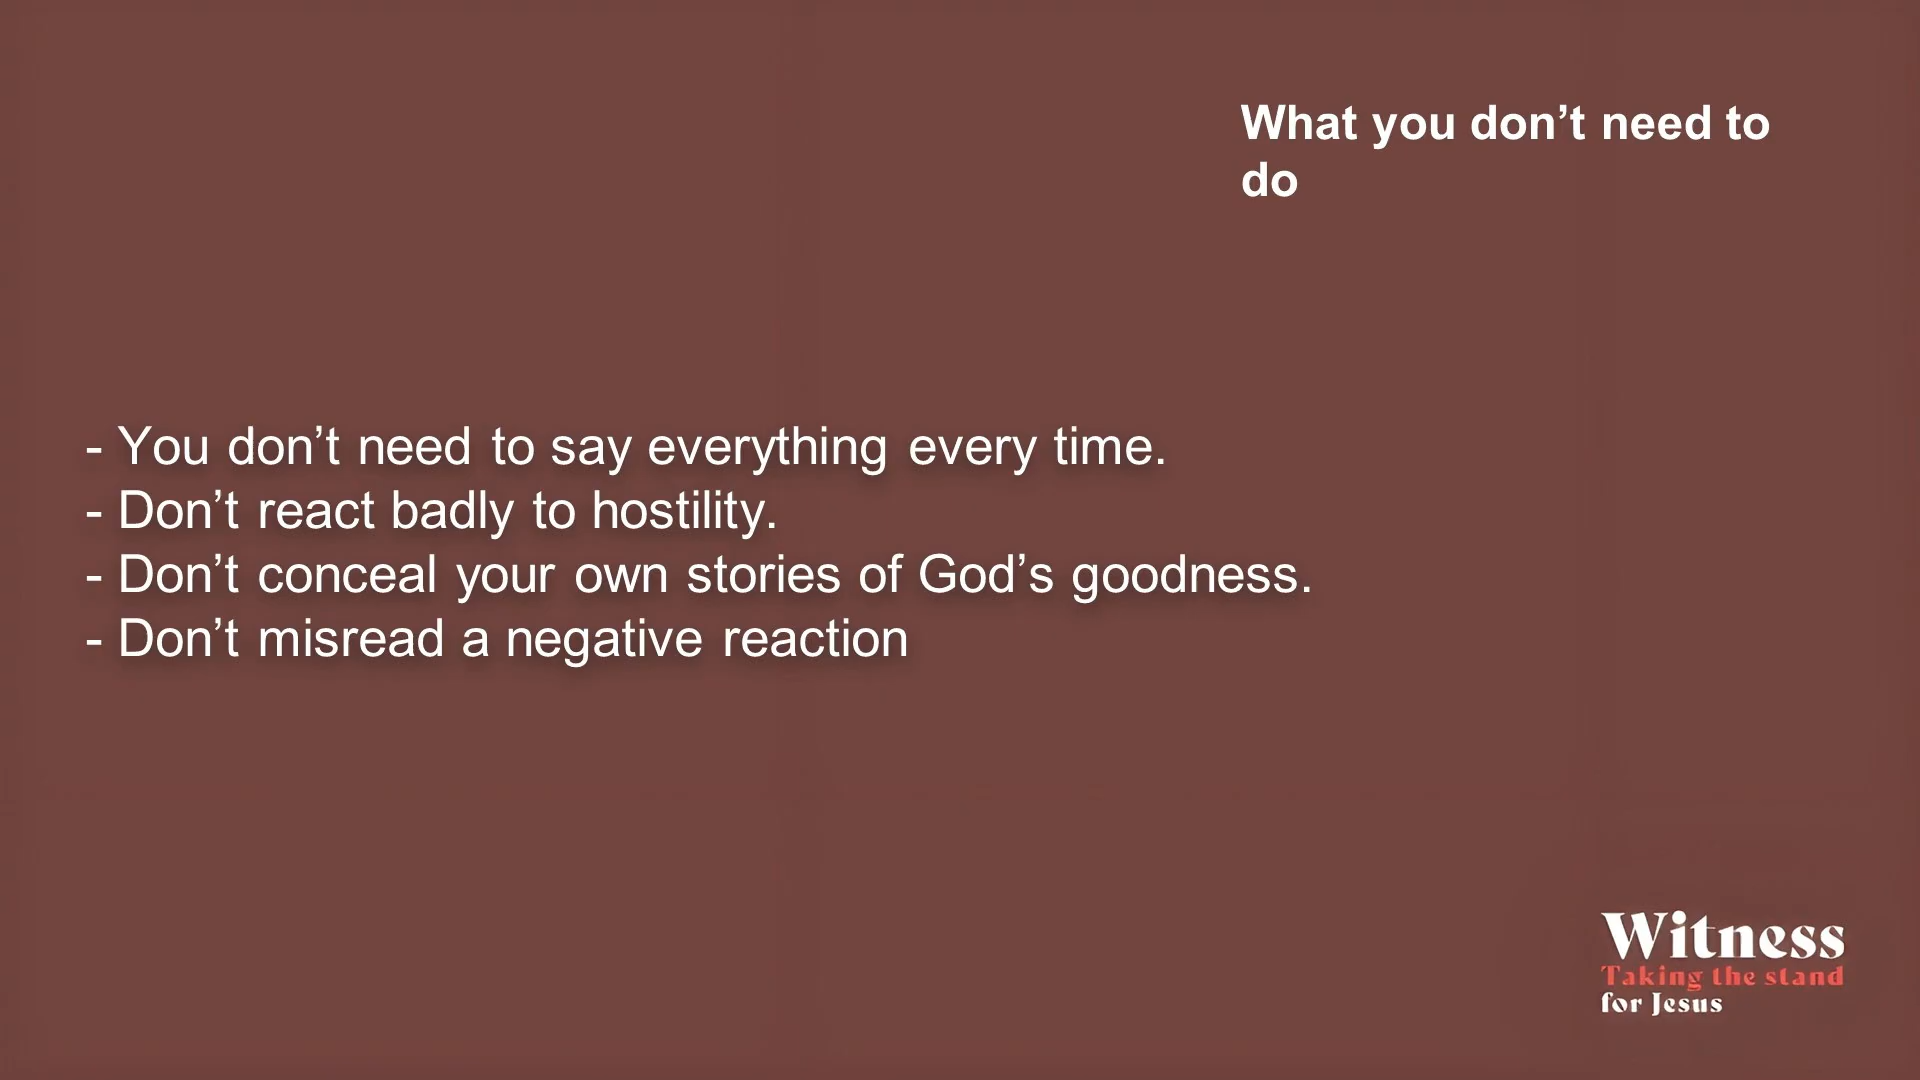 What you don’t need to
do
- You don’t need to say everything every time.
- Don’t react badly to hostility.
- Don’t conceal your own stories of God’s goodness.
- Don’t misread a negative reaction
Witness
Taking the stand
for Jesus